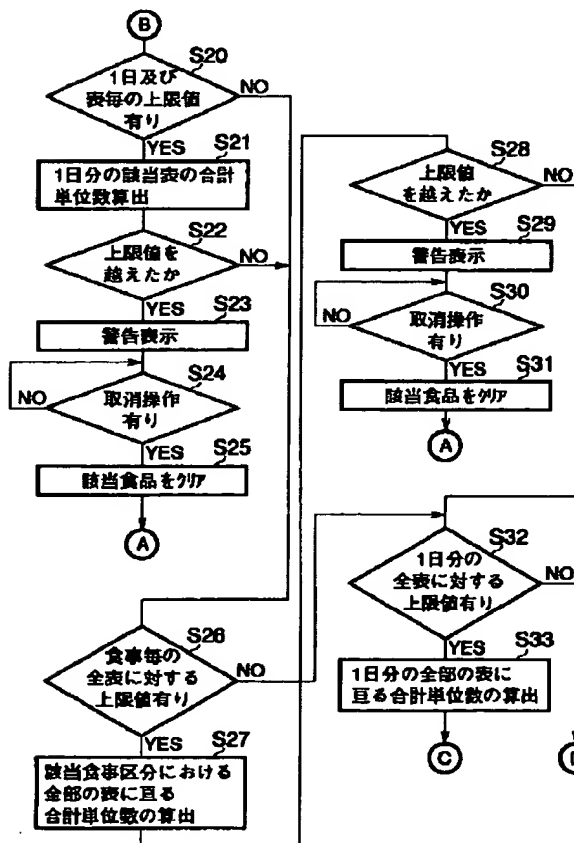 B
S20
1日及び
表毎の上限値
有り
NO
YES
S21
1日分の該当表の合計
単位数算出
S22
上限値を
越えたか
NO
YES
S23
警告表示
S24
NO
取消操作
有り
YES
S25
該当食品をクリア
A
S26
食事毎の
全表に対する
上限値有り
NO
YES
S27
該当食事区分における
全部の表に亘る
合計単位数の算出
S28
上限値
を越えたか
NO
YES
S29
警告表示
S30
NO
取消操作
有り
YES
S31
該当食品をクリア
A
S32
1日分の
全表に対する
上限値有り
NO
YES
S33
1日分の全部の表に
亘る合計単位数の算出
C